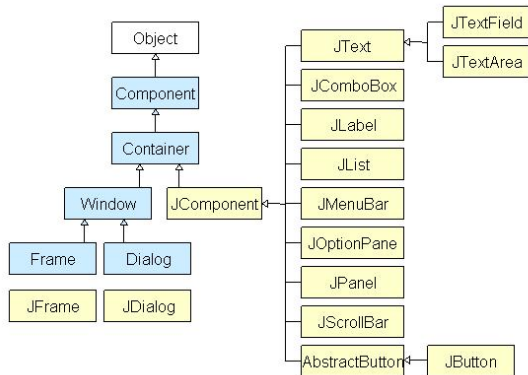 Object
Component
Container
Window
JComponent
Frame
Dialog
JFrame
JDialog
JText
JComboBox
JLabel
JList
JMenuBar
JOptionPane
JPanel
JScrollBar
AbstractButton
JTextField
JTextArea
JButton